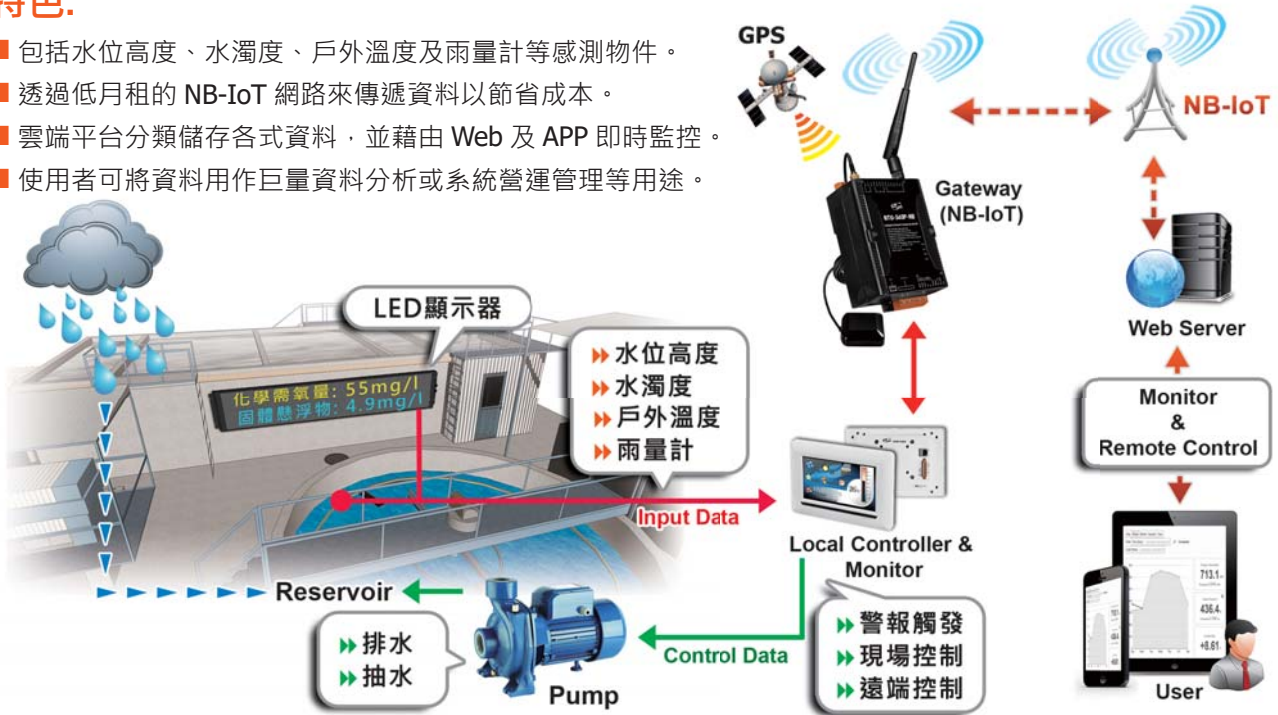 特色:
■ 包括水位高度、水濁度、戶外溫度及雨量計等感測物件。
■ 透過低月租的 NB-IoT 網路來傳遞資料以節省成本。
■ 雲端平台分類儲存各式資料，並藉由 Web 及 APP 即時監控。
■ 使用者可將資料用作巨量資料分析或系統營運管理等用途。
GPS
NB-IoT
Gateway
(NB-IoT)
Web Server
LED顯示器
化學需氧量: 55mg/l
固體懸浮物: 4.9mg/l
水位高度
水濁度
戶外溫度
雨量計
Monitor
&
Remote Control
Input Data
Local Controller &
Monitor
Reservoir
排水
抽水
Pump
Control Data
警報觸發
現場控制
遠端控制
713.1
436.4
+8.61
User